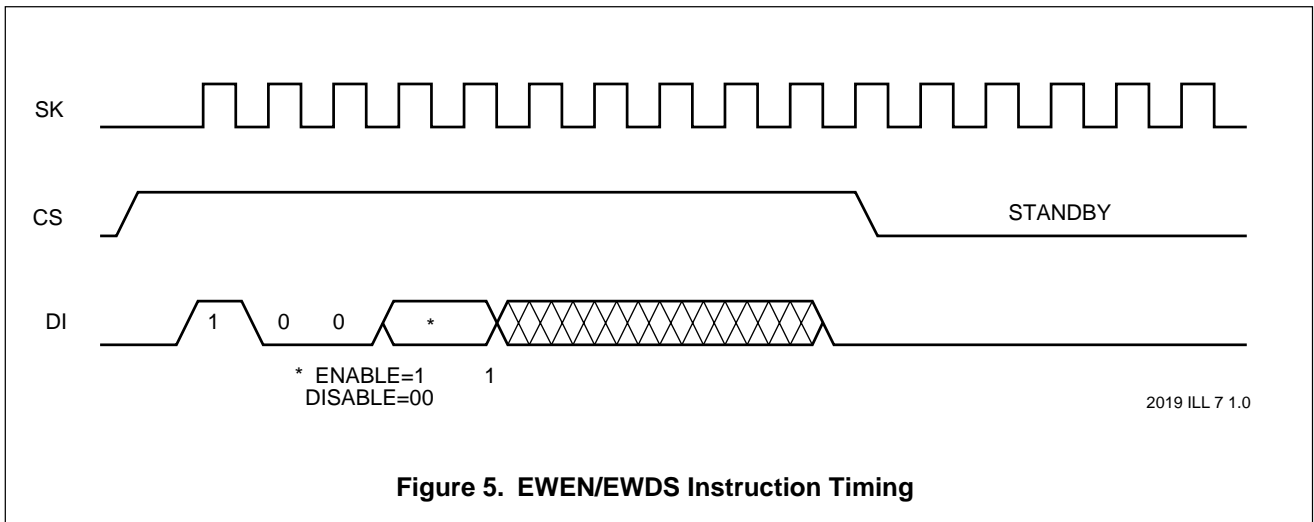 SK
CS
STANDBY
DI
1 0 0 *
* ENABLE=1 1
DISABLE=00
2019 ILL 7 1.0
Figure 5. EWEN/EWDS Instruction Timing